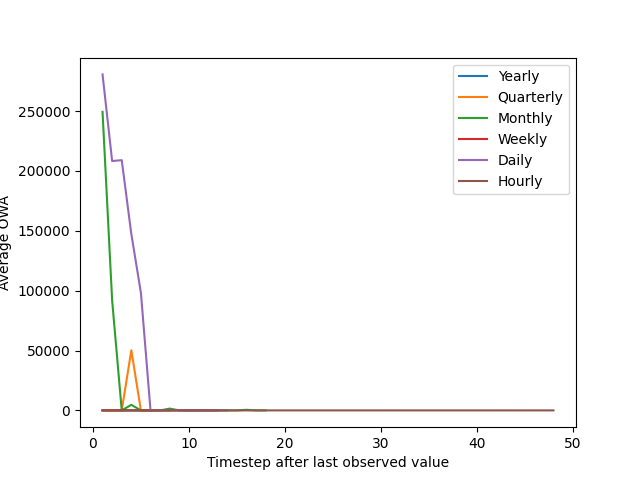 Yearly
Quarterly
Monthly
Weekly
Daily
Hourly
250000
200000
150000
100000
50000
0
Average OWA
0 10 20 30 40 50
Timestep after last observed value